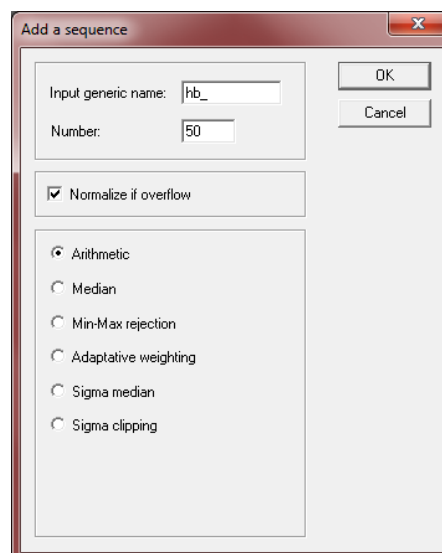 Add a sequence
Input generic name: hb_
Number: 50
OK
Cancel
Normalize if overflow
Arithmetic
Median
Min-Max rejection
Adaptative weighting
Sigma median
Sigma clipping